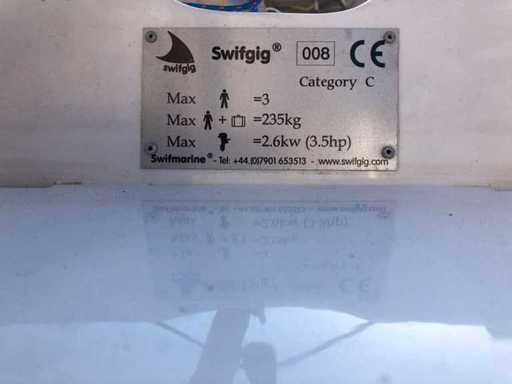 swifgig Swifgig® 008 CE
Category C
Max =3
Max + =235kg
Max =2.6kw (3.5hp)
Swifmarine® - Tel: +44 (0)7901 653513 - www.swifgig.com